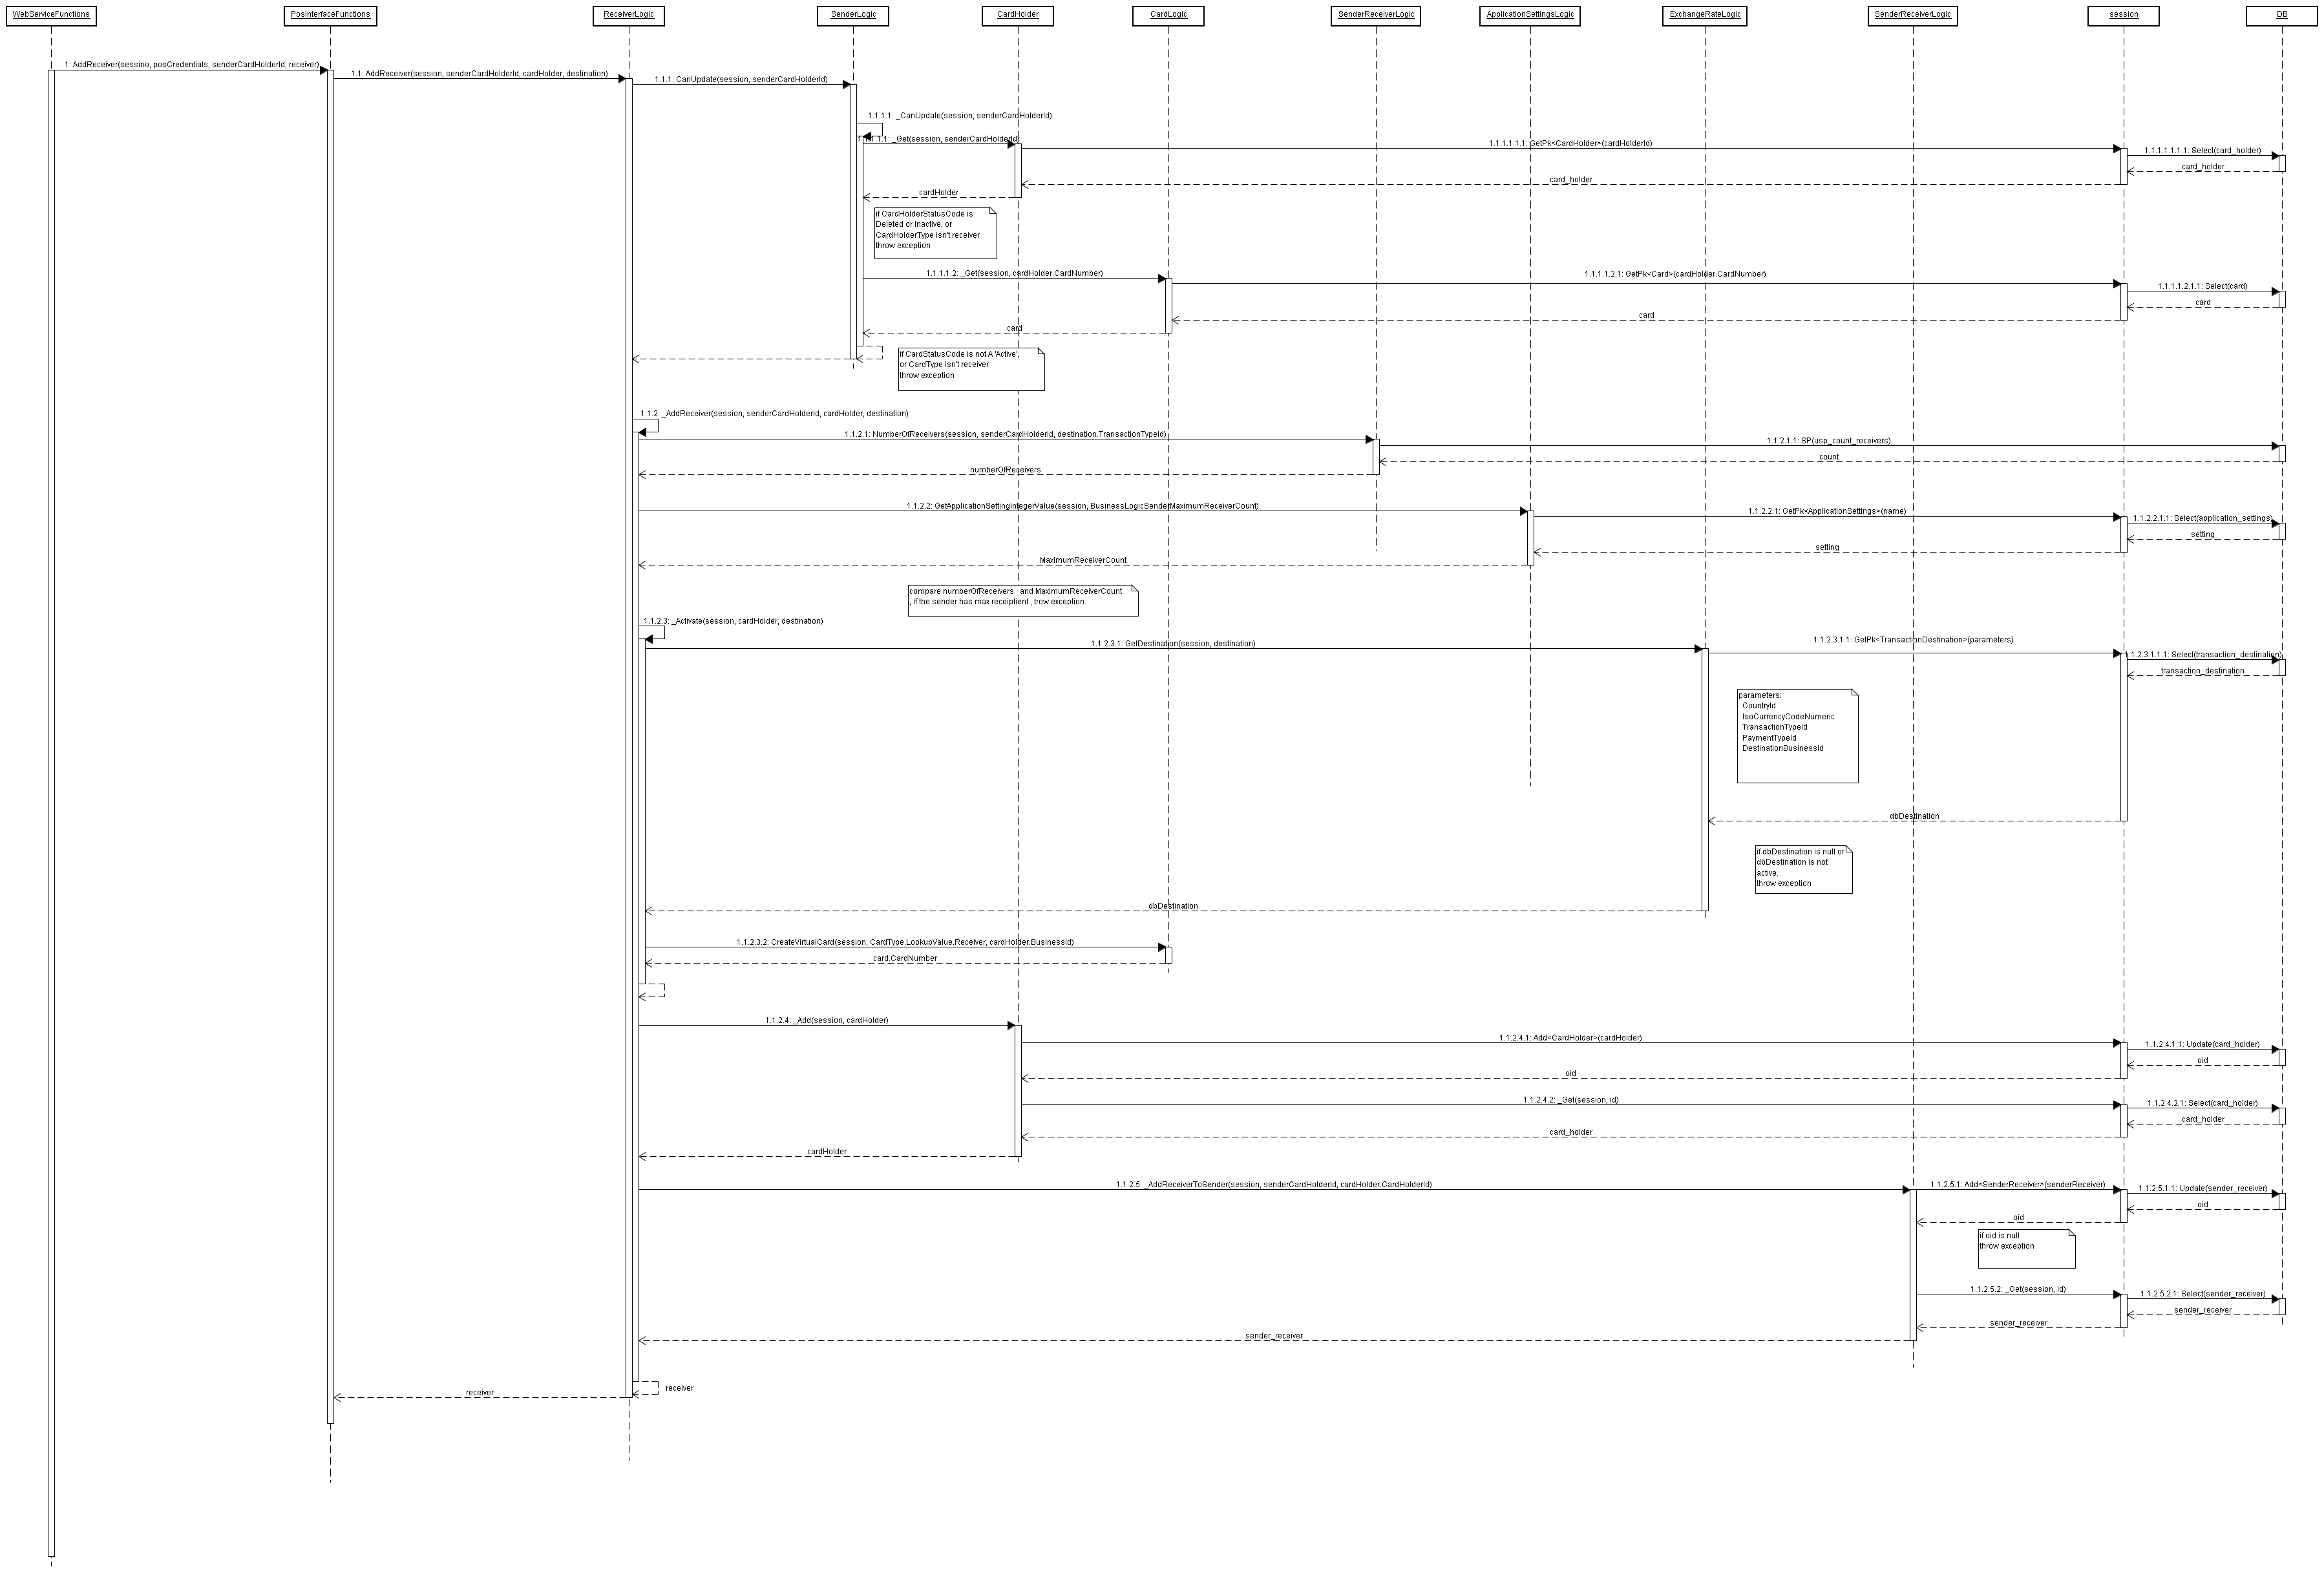 WebServiceFunctions
PosInterfaceFunctions
ReceiverLogic
SenderLogic
CardHolder
CardLogic
SenderReceiverLogic
ApplicationSettingsLogic
ExchangeRateLogic
SenderReceiverLogic
session
DB
1: AddReceiver(sessino, posCredentials, senderCardHolderId, receiver)
1.1: AddReceiver(session, senderCardHolderId, cardHolder, destination)
1.1.1: CanUpdate(session, senderCardHolderId)
1.1.1.1: _CanUpdate(session, senderCardHolderId)
1.1.1.1.1: _Get(session, senderCardHolderId)
1.1.1.1.1.1: GetPk<CardHolder>(cardHolderId)
1.1.1.1.1.1.1: Select(card_holder)
card_holder
card_holder
cardHolder
if CardHolderStatusCode is
Deleted or Inactive, or
CardHolderType isn't receiver
throw exception
1.1.1.1.2: _Get(session, cardHolder.CardNumber)
1.1.1.1.2.1: GetPk<Card>(cardHolder.CardNumber)
1.1.1.1.2.1.1: Select(card)
card
card
card
if CardStatusCode is not A 'Active',
or CardType isn't receiver
throw exception
1.1.2: _AddReceiver(session, senderCardHolderId, cardHolder, destination)
1.1.2.1: NumberOfReceivers(session, senderCardHolderId, destination.TransactionTypeId)
1.1.2.1.1: SP(usp_count_receivers)
count
numberOfReceivers
1.1.2.2: GetApplicationSettingIntegerValue(session, BusinessLogicSenderMaximumReceiverCount)
1.1.2.2.1: GetPk<ApplicationSettings>(name)
1.1.2.2.1.1: Select(application_settings)
setting
setting
MaximumReceiverCount
compare numberOfReceivers   and MaximumReceiverCount
, if the sender has max receiptient , trow exception.
1.1.2.3: _Activate(session, cardHolder, destination)
1.1.2.3.1: GetDestination(session, destination)
1.1.2.3.1.1: GetPk<TransactionDestination>(parameters)
1.1.2.3.1.1.1: Select(transaction_destination)
transaction_destination
parameters:
CountryId
IsoCurrencyCodeNumeric
TransactionTypeId
PaymentTypeId
DestinationBusinessId
dbDestination
if dbDestination is null or
dbDestination is not
active.
throw exception
dbDestination
1.1.2.3.2: CreateVirtualCard(session, CardType.LookupValue.Receiver, cardHolder.BusinessId)
card.CardNumber
1.1.2.4: _Add(session, cardHolder)
1.1.2.4.1: Add<CardHolder>(cardHolder)
1.1.2.4.1.1: Update(card_holder)
oid
oid
1.1.2.4.2: _Get(session, id)
1.1.2.4.2.1: Select(card_holder)
card_holder
card_holder
cardHolder
1.1.2.5: _AddReceiverToSender(session, senderCardHolderId, cardHolder.CardHolderId)
1.1.2.5.1: Add<SenderReceiver>(senderReceiver)
1.1.2.5.1.1: Update(sender_receiver)
oid
oid
if oid is null
throw exception
1.1.2.5.2: _Get(session, id)
1.1.2.5.2.1: Select(sender_receiver)
sender_receiver
sender_receiver
sender_receiver
receiver
receiver